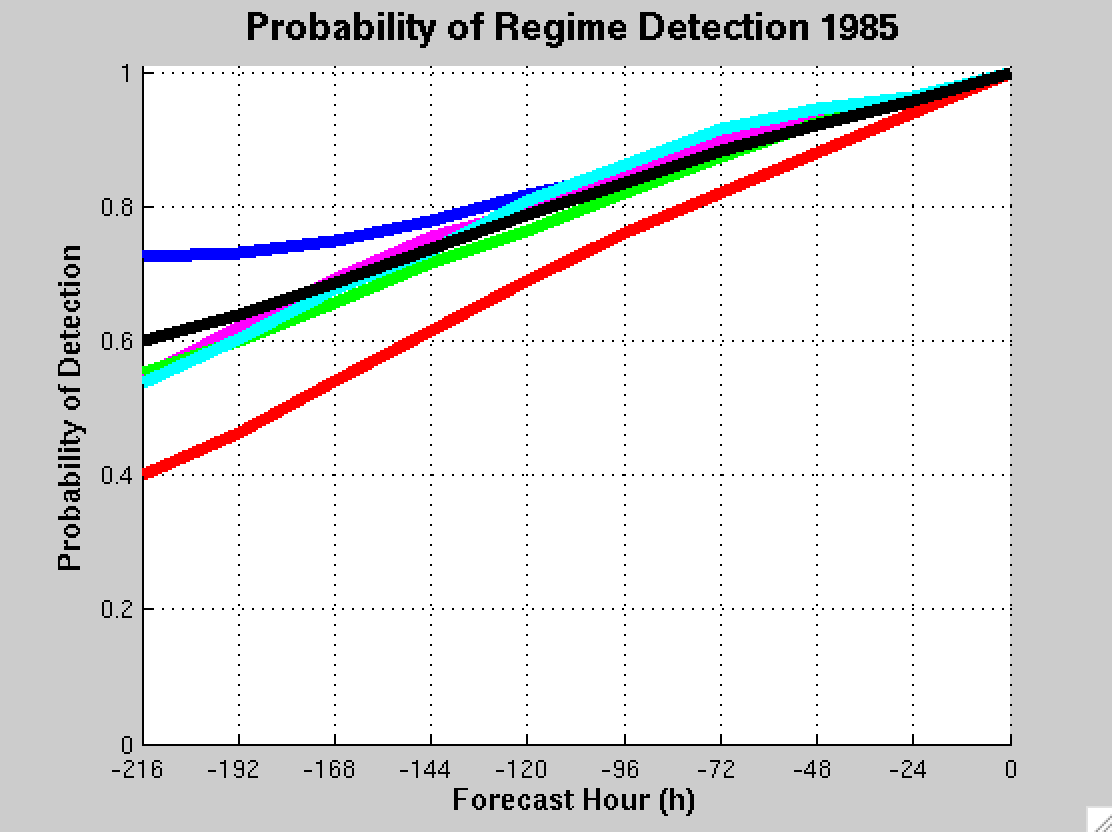 Probability of Regime Detection 1985
1
0.8
0.6
0.4
0.2
0
Probability of Detection
-216 -192 -168 -144 -120 -96 -72 -48 -24 0
Forecast Hour (h)